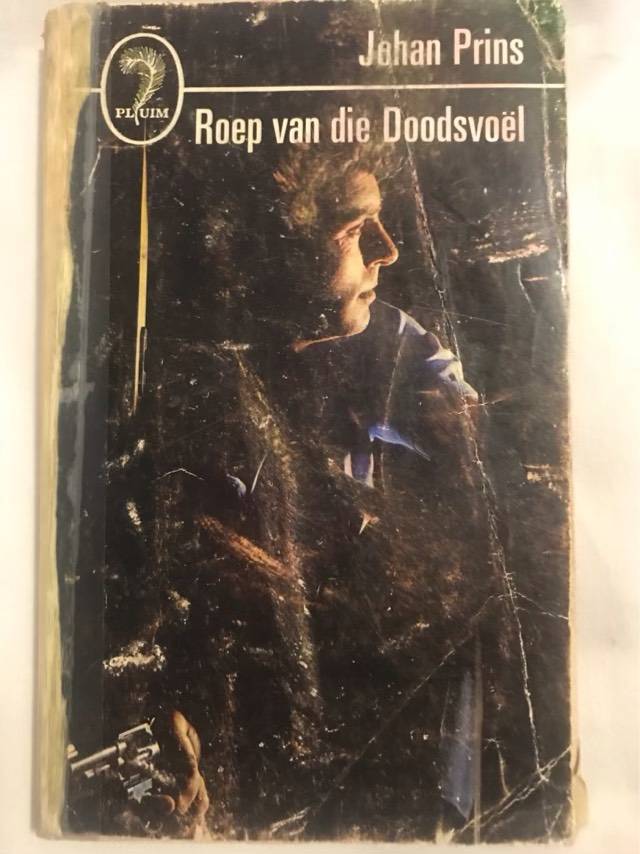 Johan Prins
PLUIM
Roep van die Doodsvoël